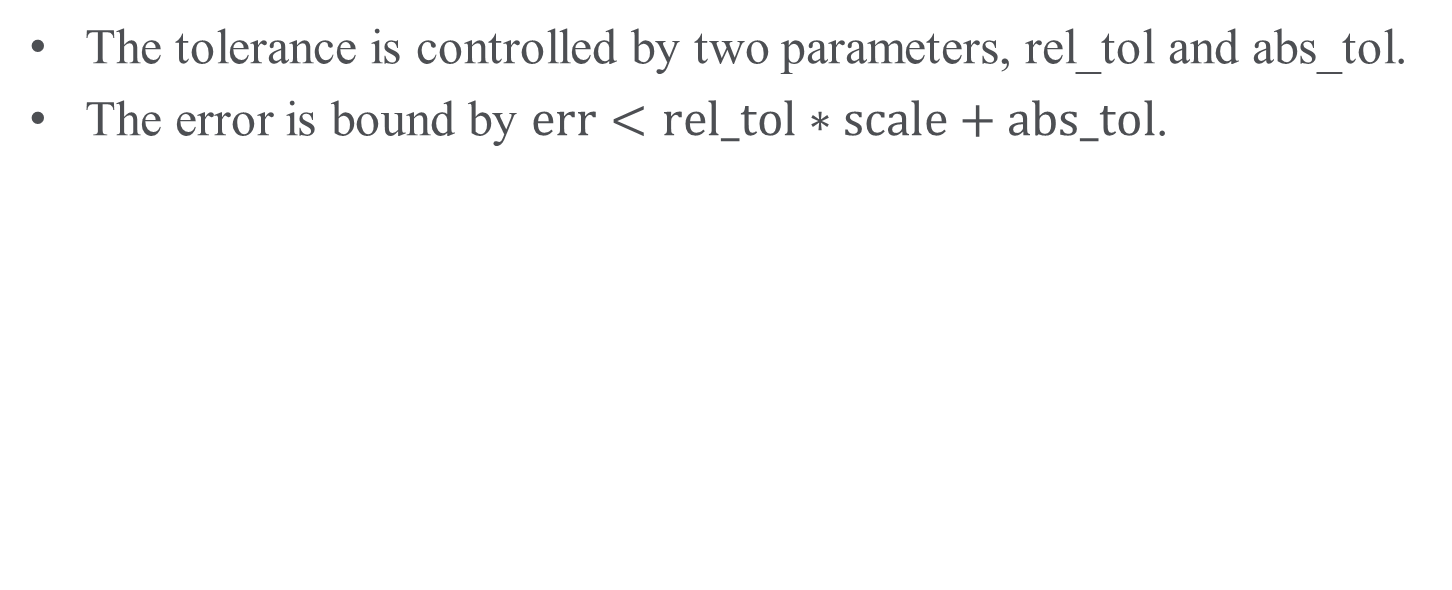 • The tolerance is controlled by two parameters, rel_tol and abs_tol.
• The error is bound by err < rel_tol ∗ scale + abs_tol.